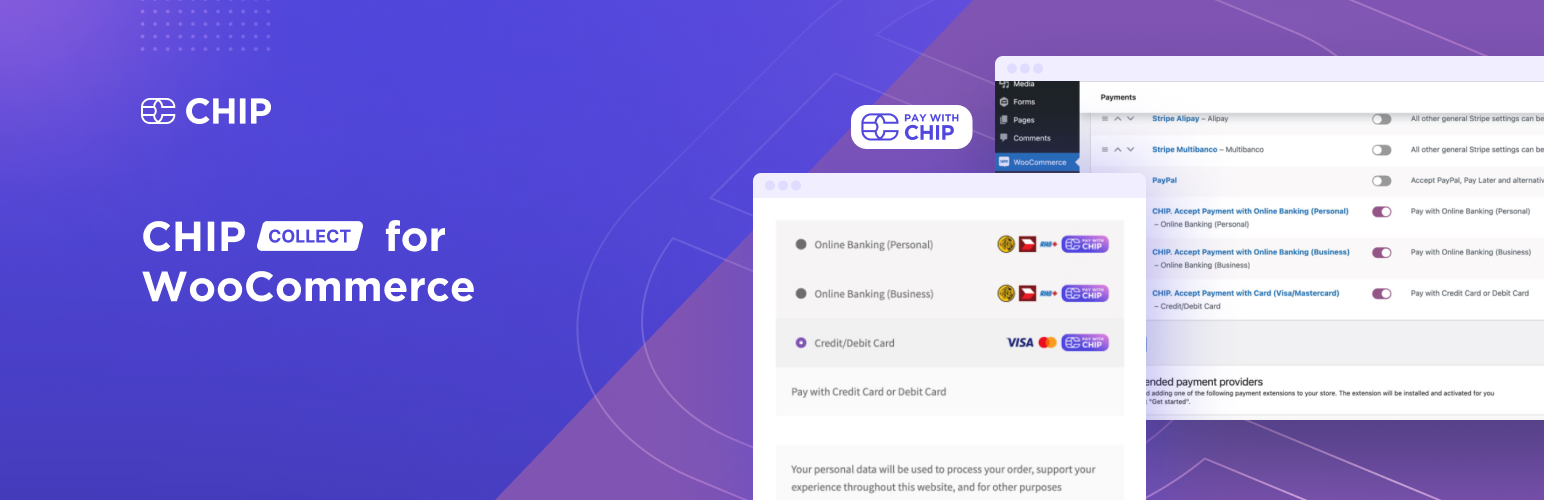 CHIP
CHIP COLLECT for
WooCommerce
PAY WITH
CHIP
Media
Forms
Pages
Comments
WooCommerce
Payments
Stripe Alipay – Alipay
All other general Stripe settings can be
Stripe Multibanco – Multibanco
All other general Stripe settings can be
PayPal
Accept PayPal, Pay Later and alternativ
CHIP. Accept Payment with Online Banking (Personal)
– Online Banking (Personal)
Pay with Online Banking (Personal)
CHIP. Accept Payment with Online Banking (Business)
– Online Banking (Business)
Pay with Online Banking (Business)
CHIP. Accept Payment with Card (Visa/Mastercard)
– Credit/Debit Card
Pay with Credit Card or Debit Card
ended payment providers
d adding one of the following payment extensions to your store. The extension will be installed and activated for you
"Get started".
Online Banking (Personal)
RHB
PAY WITH
CHIP
Online Banking (Business)
RHB
PAY WITH
CHIP
Credit/Debit Card
VISA
PAY WITH
CHIP
Pay with Credit Card or Debit Card
Your personal data will be used to process your order, support your
experience throughout this website, and for other purposes